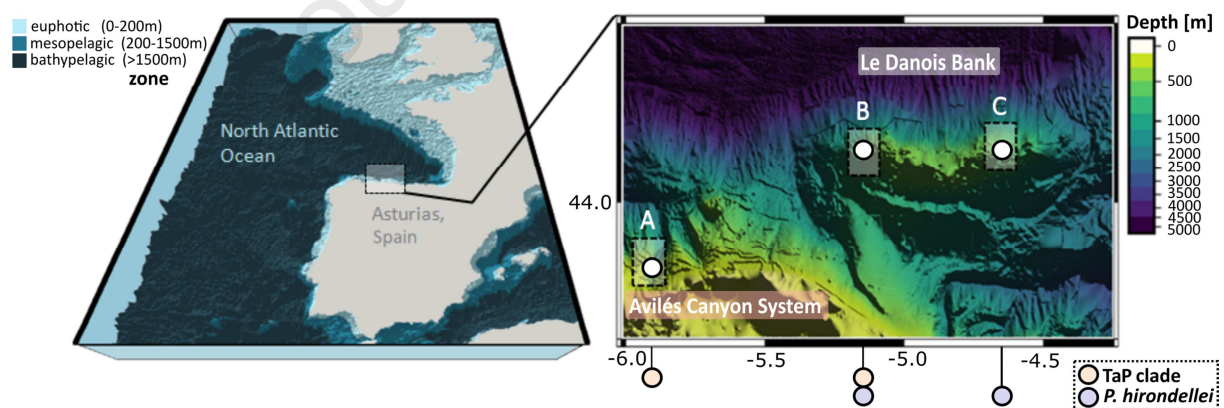 euphotic (0-200m)
mesopelagic (200-1500m)
bathypelagic (>1500m)
zone
North Atlantic
Ocean
Asturias,
Spain
Le Danois Bank
A
B
C
Avilés Canyon System
44.0
-6.0
-5.5
-5.0
-4.5
Depth [m]
0
500
1000
1500
2000
2500
3000
3500
4000
4500
5000
TaP clade
P. hirondellei